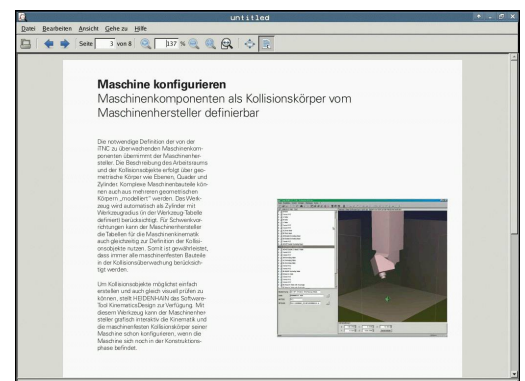 untitled
Datei Bearbeiten Ansicht Gehe zu Hilfe
Seite 3 von 8 137 %
Maschine konfigurieren
Maschinenkomponenten als Kollisionskörper vom
Maschinenhersteller definierbar
Die notwendige Definition der von der
iTNC zu überwachenden Maschinenkom-
ponenten übernimmt der Maschinenher-
steller. Die Beschreibung des Arbeitsraums
und der Kollisionsobjekte erfolgt über geo-
metrische Körper wie Ebenen, Quader und
Zylinder. Komplexe Maschinenbauteile kön-
nen auch aus mehreren geometrischen
Körpern „modelliert" werden. Das Werk-
zeug wird automatisch als Zylinder mit
Werkzeugradius (in der Werkzeug-Tabelle
definiert) berücksichtigt. Für Schwenkvor-
richtungen kann der Maschinenhersteller
die Tabellen für die Maschinenkinematik
auch gleichzeitig zur Definition der Kolli-
onsobjekte nutzen. Somit ist gewährleistet,
dass immer alle maschinenfesten Bauteile
in der Kollisionsüberwachung berücksich-
tigt werden.
Um Kollisionsobjekte möglichst einfach
erstellen und auch gleich visuell prüfen zu
können, stellt HEIDENHAIN das Software-
Tool KinematicsDesign zur Verfügung. Mit
diesem Werkzeug kann der Maschinenher-
steller grafisch interaktiv die Kinematik und
die maschinenfesten Kollisionskörper seiner
Maschine schon konfigurieren, wenn die
Maschine sich noch in der Konstruktions-
phase befindet.